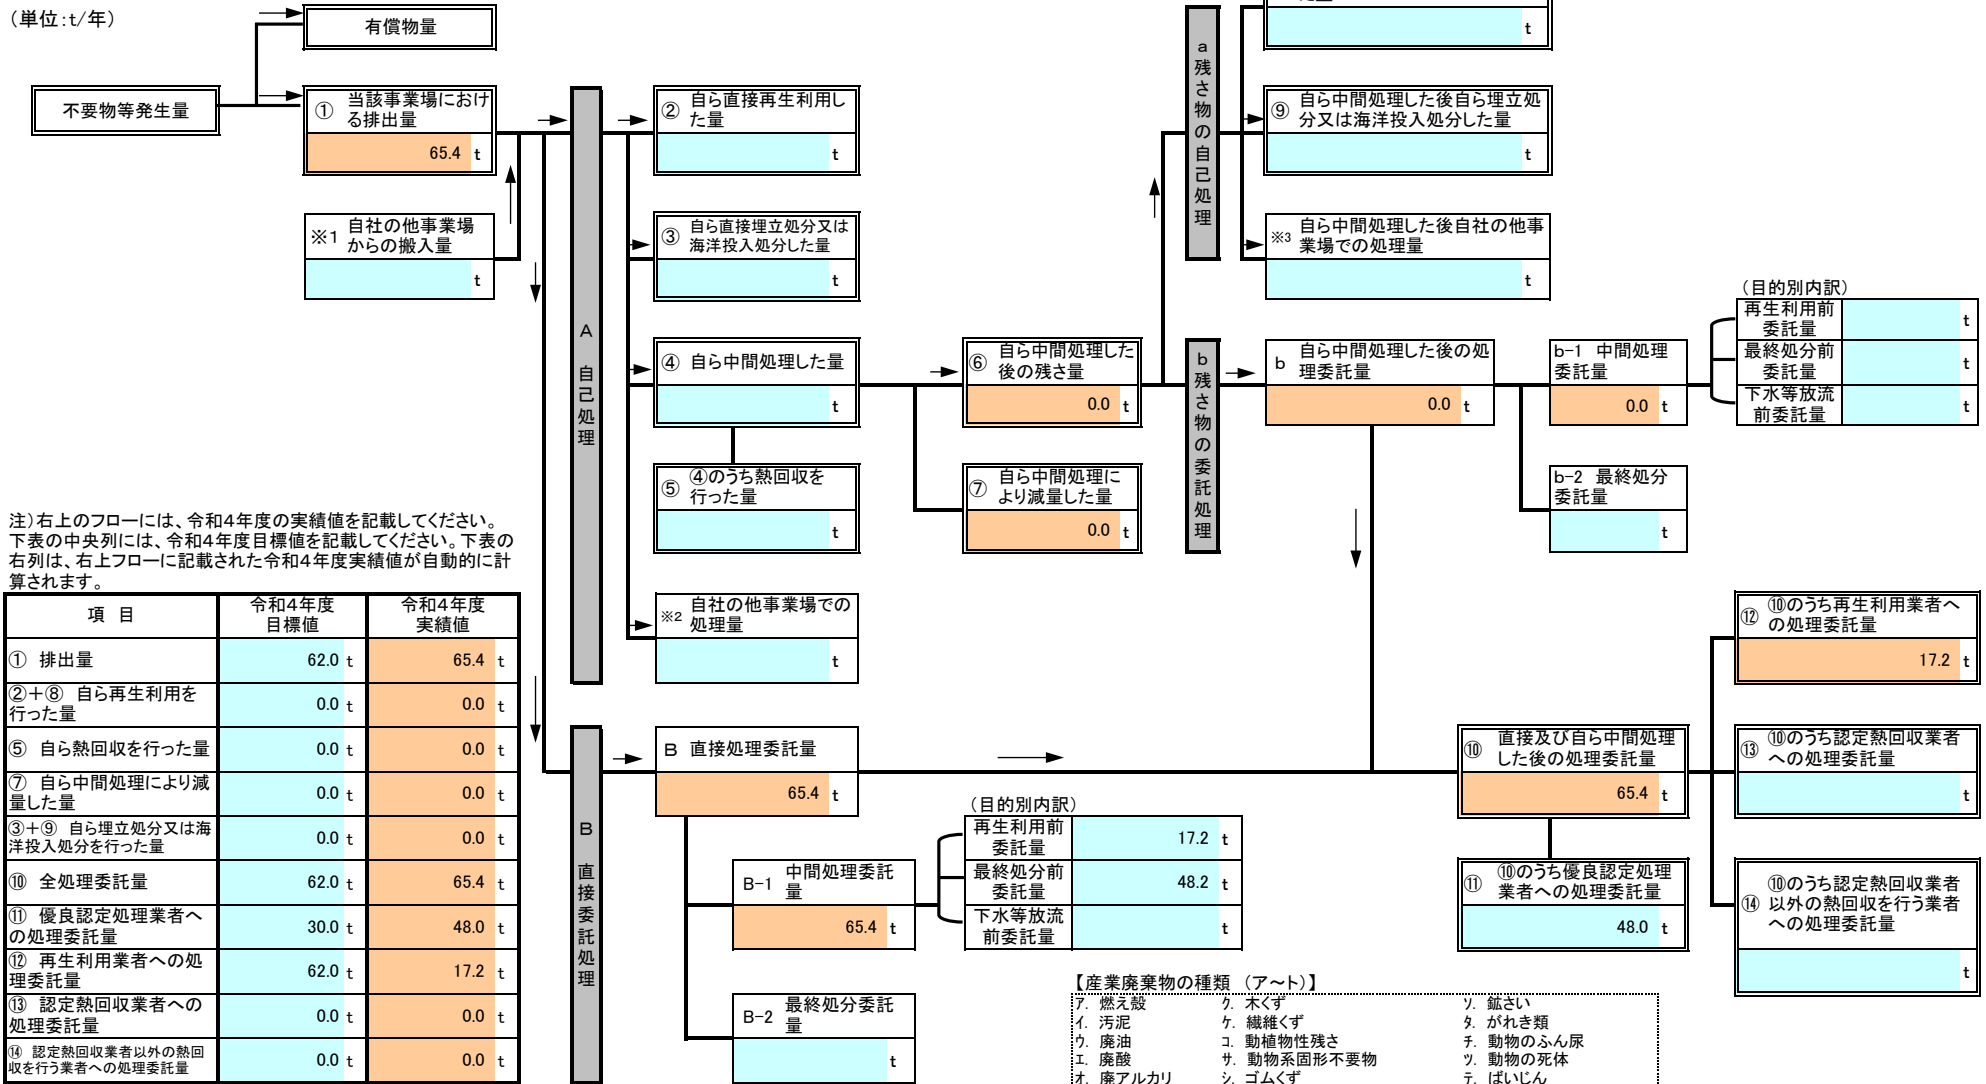 （単位：t/年）
有償物量
不要物等発生量
① 当該事業場におけ
る排出量
65.4 t
※1 自社の他事業場
からの搬入量
t
A 自己処理
② 自ら直接再生利用し
た量
t
③ 自ら直接埋立処分又は
海洋投入処分した量
t
④ 自ら中間処理した量
t
⑤ ④のうち熱回収を
行った量
t
※2 自社の他事業場での
処理量
t
⑥ 自ら中間処理した
後の残さ量
0.0 t
⑦ 自ら中間処理に
より減量した量
0.0 t
a 残さ物の自己処理
t
⑨ 自ら中間処理した後自ら埋立処
分又は海洋投入処分した量
t
※3 自ら中間処理した後自社の他事
業場での処理量
t
b 残さ物の委託処理
b 自ら中間処理した後の処
理委託量
0.0 t
b-1 中間処理
委託量
0.0 t
b-2 最終処分
委託量
t
（目的別内訳）
再生利用前
委託量
t
最終処分前
委託量
t
下水等放流
前委託量
t
注）右上のフローには、令和4年度の実績値を記載してください。
下表の中央列には、令和4年度目標値を記載してください。下表の
右列は、右上フローに記載された令和4年度実績値が自動的に計
算されます。
項 目 令和4年度
目標値 令和4年度
実績値
① 排出量 62.0 t 65.4 t
②＋⑧ 自ら再生利用を
行った量 0.0 t 0.0 t
⑤ 自ら熱回収を行った量 0.0 t 0.0 t
⑦ 自ら中間処理により減
量した量 0.0 t 0.0 t
③＋⑨ 自ら埋立処分又は海
洋投入処分を行った量 0.0 t 0.0 t
⑩ 全処理委託量 62.0 t 65.4 t
⑪ 優良認定処理業者へ
の処理委託量 30.0 t 48.0 t
⑫ 再生利用業者への処
理委託量 62.0 t 17.2 t
⑬ 認定熱回収業者への
処理委託量 0.0 t 0.0 t
⑭ 認定熱回収業者以外の熱回
収を行う業者への処理委託量 0.0 t 0.0 t
B 直接委託処理
B 直接処理委託量
65.4 t
B-1 中間処理委託
量
65.4 t
B-2 最終処分委託
量
t
（目的別内訳）
再生利用前
委託量
17.2 t
最終処分前
委託量
48.2 t
下水等放流
前委託量
t
⑩ 直接及び自ら中間処理
した後の処理委託量
65.4 t
⑪ ⑩のうち優良認定処理
業者への処理委託量
48.0 t
⑫ ⑩のうち再生利用業者へ
の処理委託量
17.2 t
⑬ ⑩のうち認定熱回収業者
への処理委託量
t
⑭ ⑩のうち認定熱回収業者
以外の熱回収を行う業者
への処理委託量
t
【産業廃棄物の種類 （ア～ト）】
ｱ. 燃え殻 ｸ. 木くず ｿ. 鉱さい
ｲ. 汚泥 ｹ. 繊維くず ﾀ. がれき類
ｳ. 廃油 ｺ. 動植物性残さ ﾁ. 動物のふん尿
ｴ. 廃酸 ｻ. 動物系固形不要物 ﾂ. 動物の死体
ｵ. 廃アルカリ ｼ. ゴムくず ﾃ. ばいじん